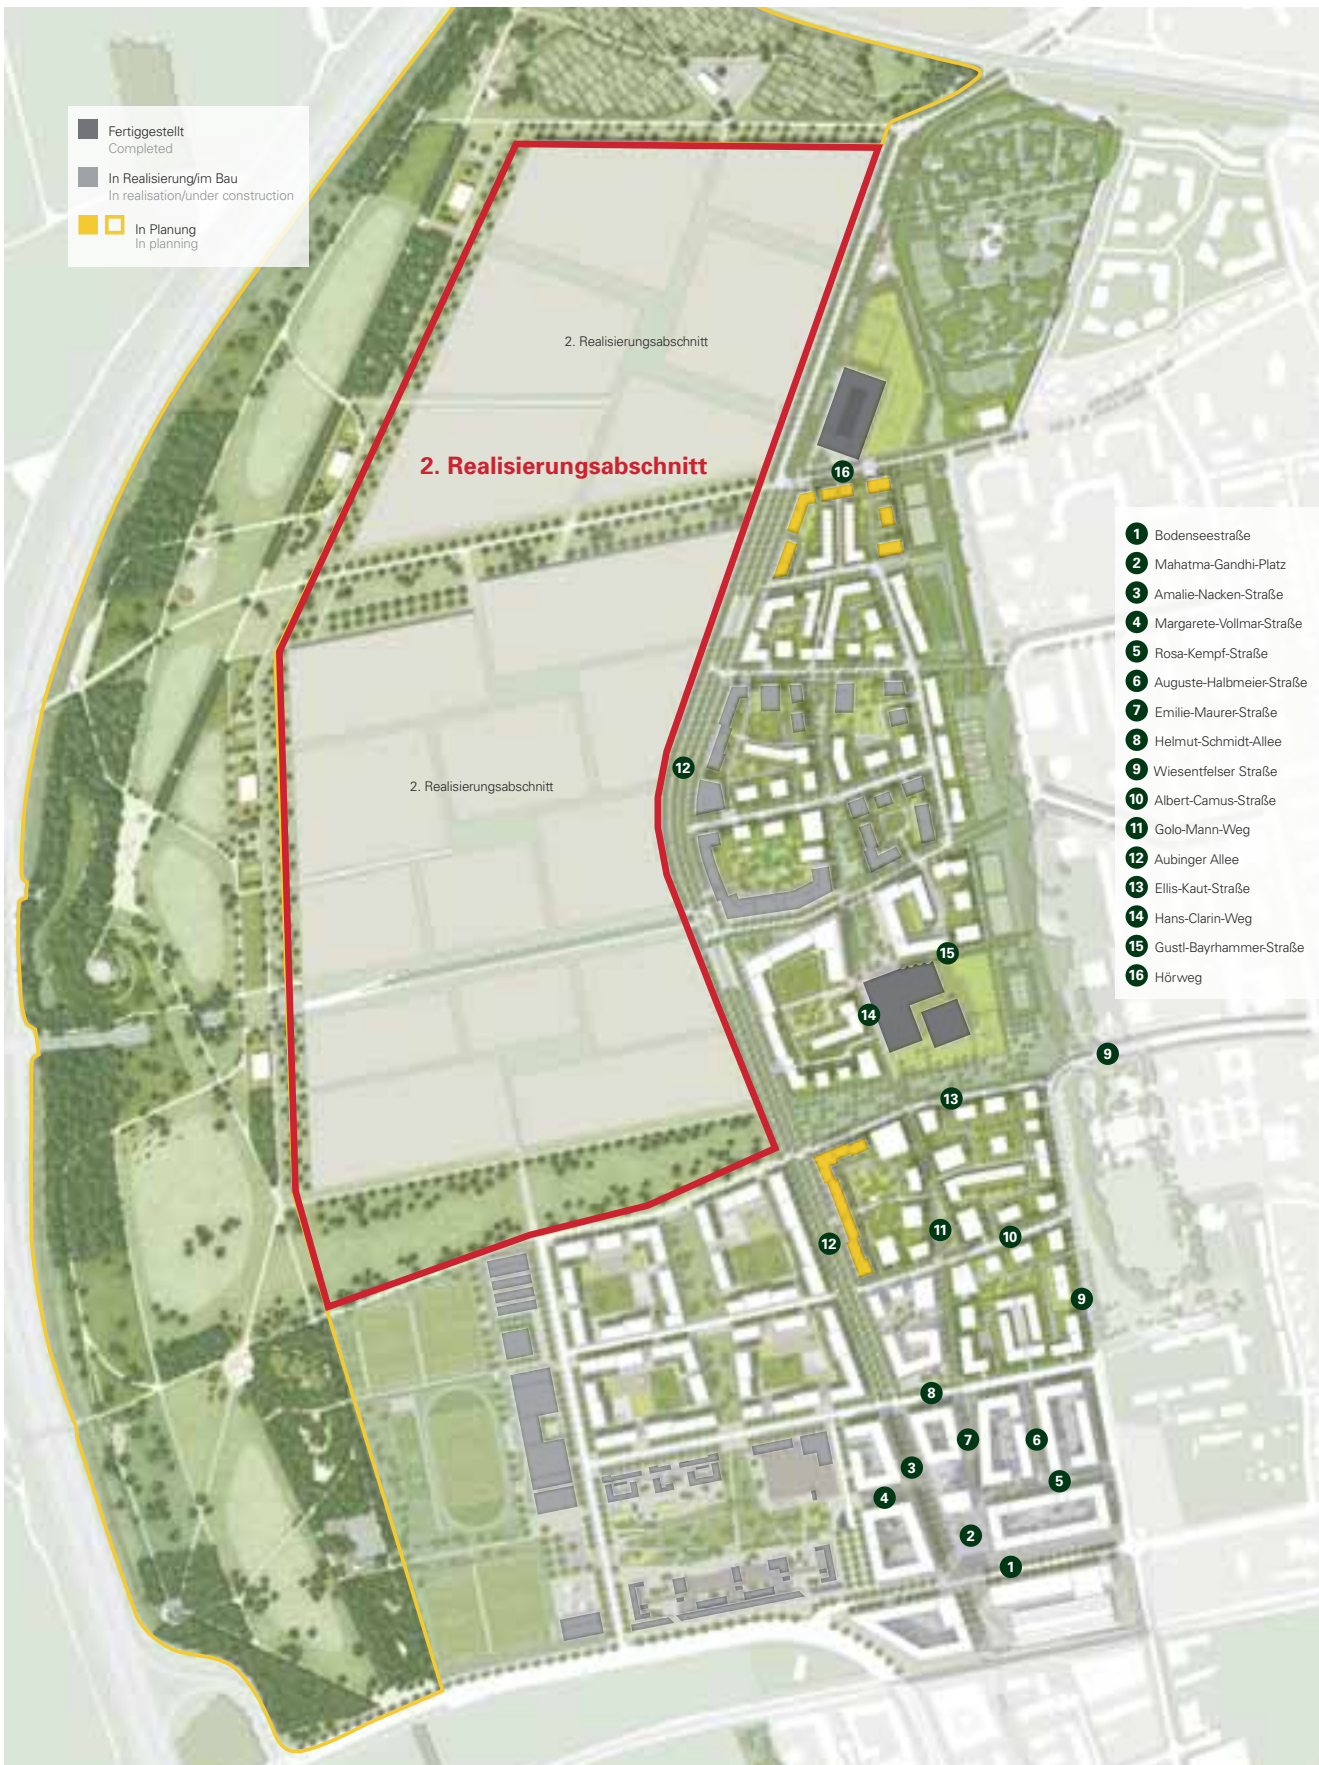 Fertiggestellt
Completed
In Realisierung/im Bau
In realisation/under construction
In Planung
In planning
2. Realisierungsabschnitt
2. Realisierungsabschnitt
16
12
2. Realisierungsabschnitt
15
14
9
13
11
10
12
9
8
7
6
3
5
4
2
1
1 Bodenseestraße
2 Mahatma-Gandhi-Platz
3 Amalie-Nacken-Straße
4 Margarete-Vollmar-Straße
5 Rosa-Kempf-Straße
6 Auguste-Halbmeier-Straße
7 Emilie-Maurer-Straße
8 Helmut-Schmidt-Allee
9 Wiesentfelser Straße
10 Albert-Camus-Straße
11 Golo-Mann-Weg
12 Aubinger Allee
13 Ellis-Kaut-Straße
14 Hans-Clarin-Weg
15 Gustl-Bayrhammer-Straße
16 Hörweg